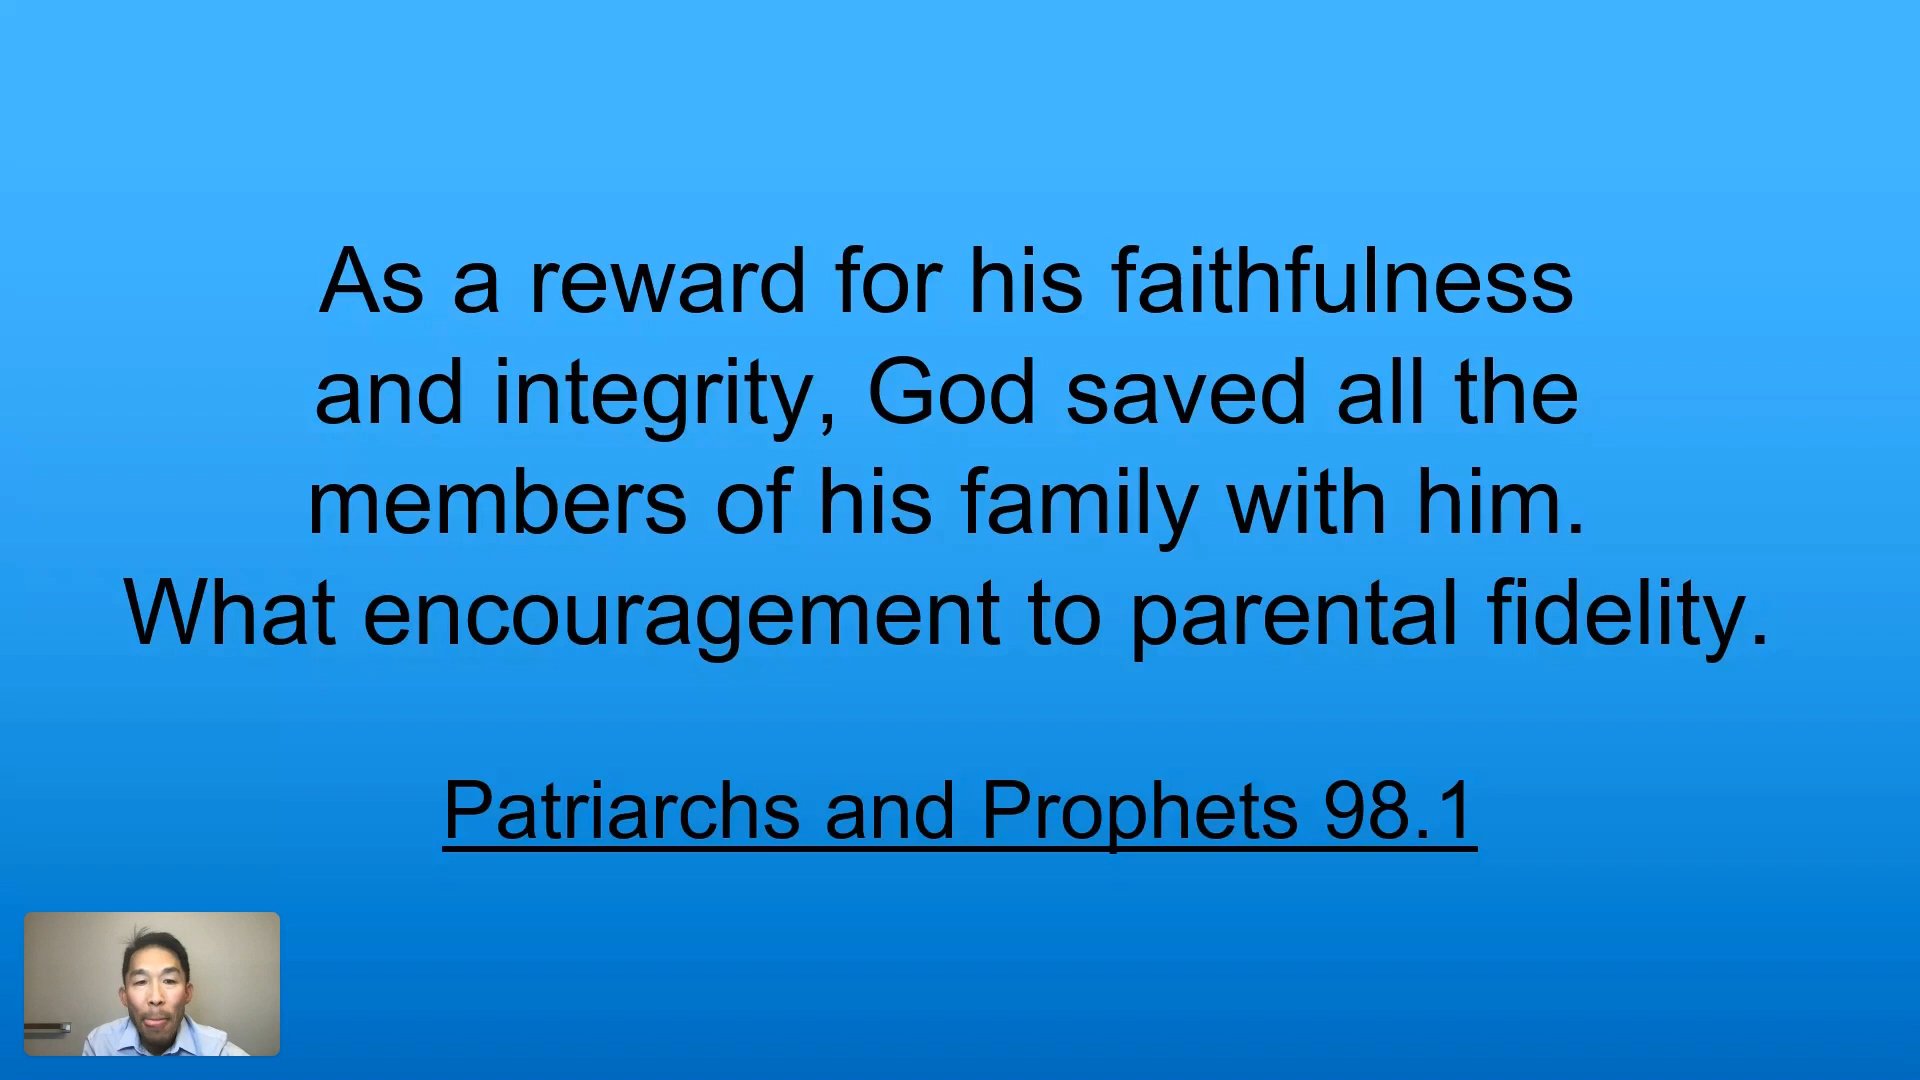 As a reward for his faithfulness
and integrity, God saved all the
members of his family with him.
What encouragement to parental fidelity.
Patriarchs and Prophets 98.1